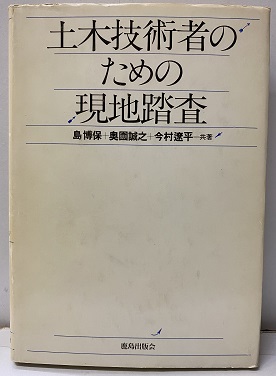 土木技術者の
ための
現地踏査
島博保+奥園誠之+今村遼平—共著
鹿島出版会